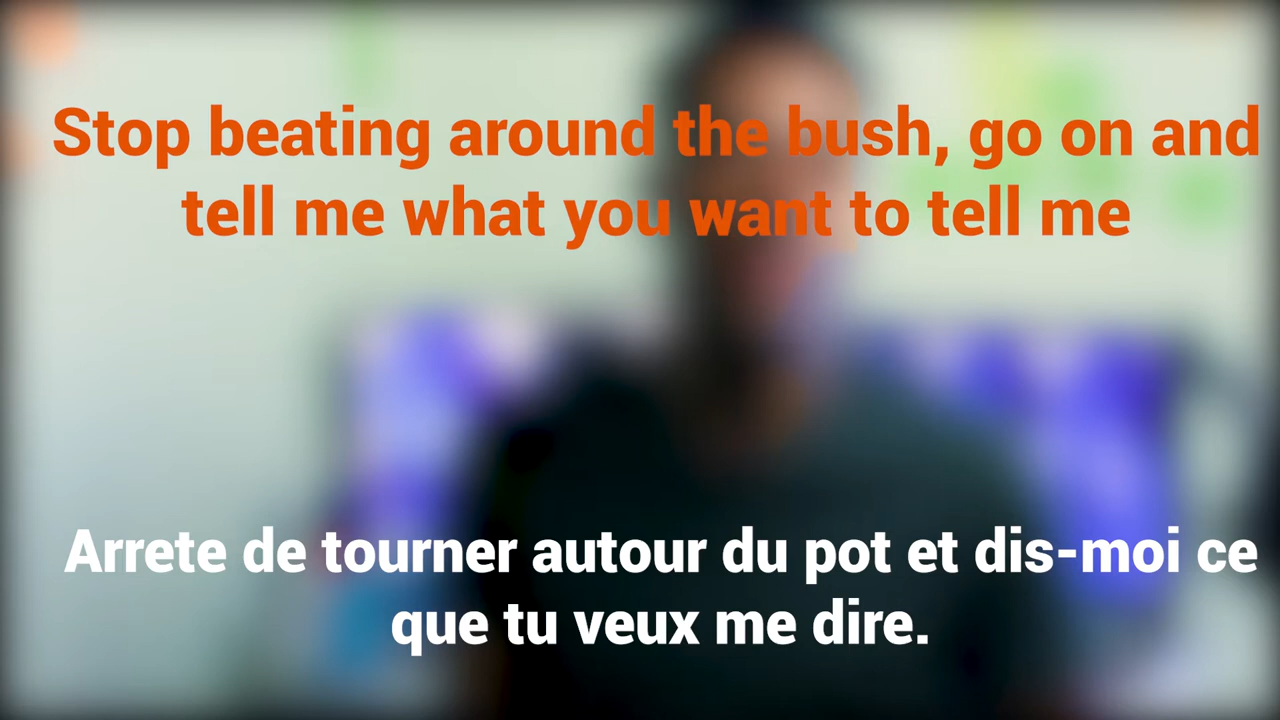 Stop beating around the bush, go on and
tell me what you want to tell me
Arrete de tourner autour du pot et dis-moi ce
que tu veux me dire.